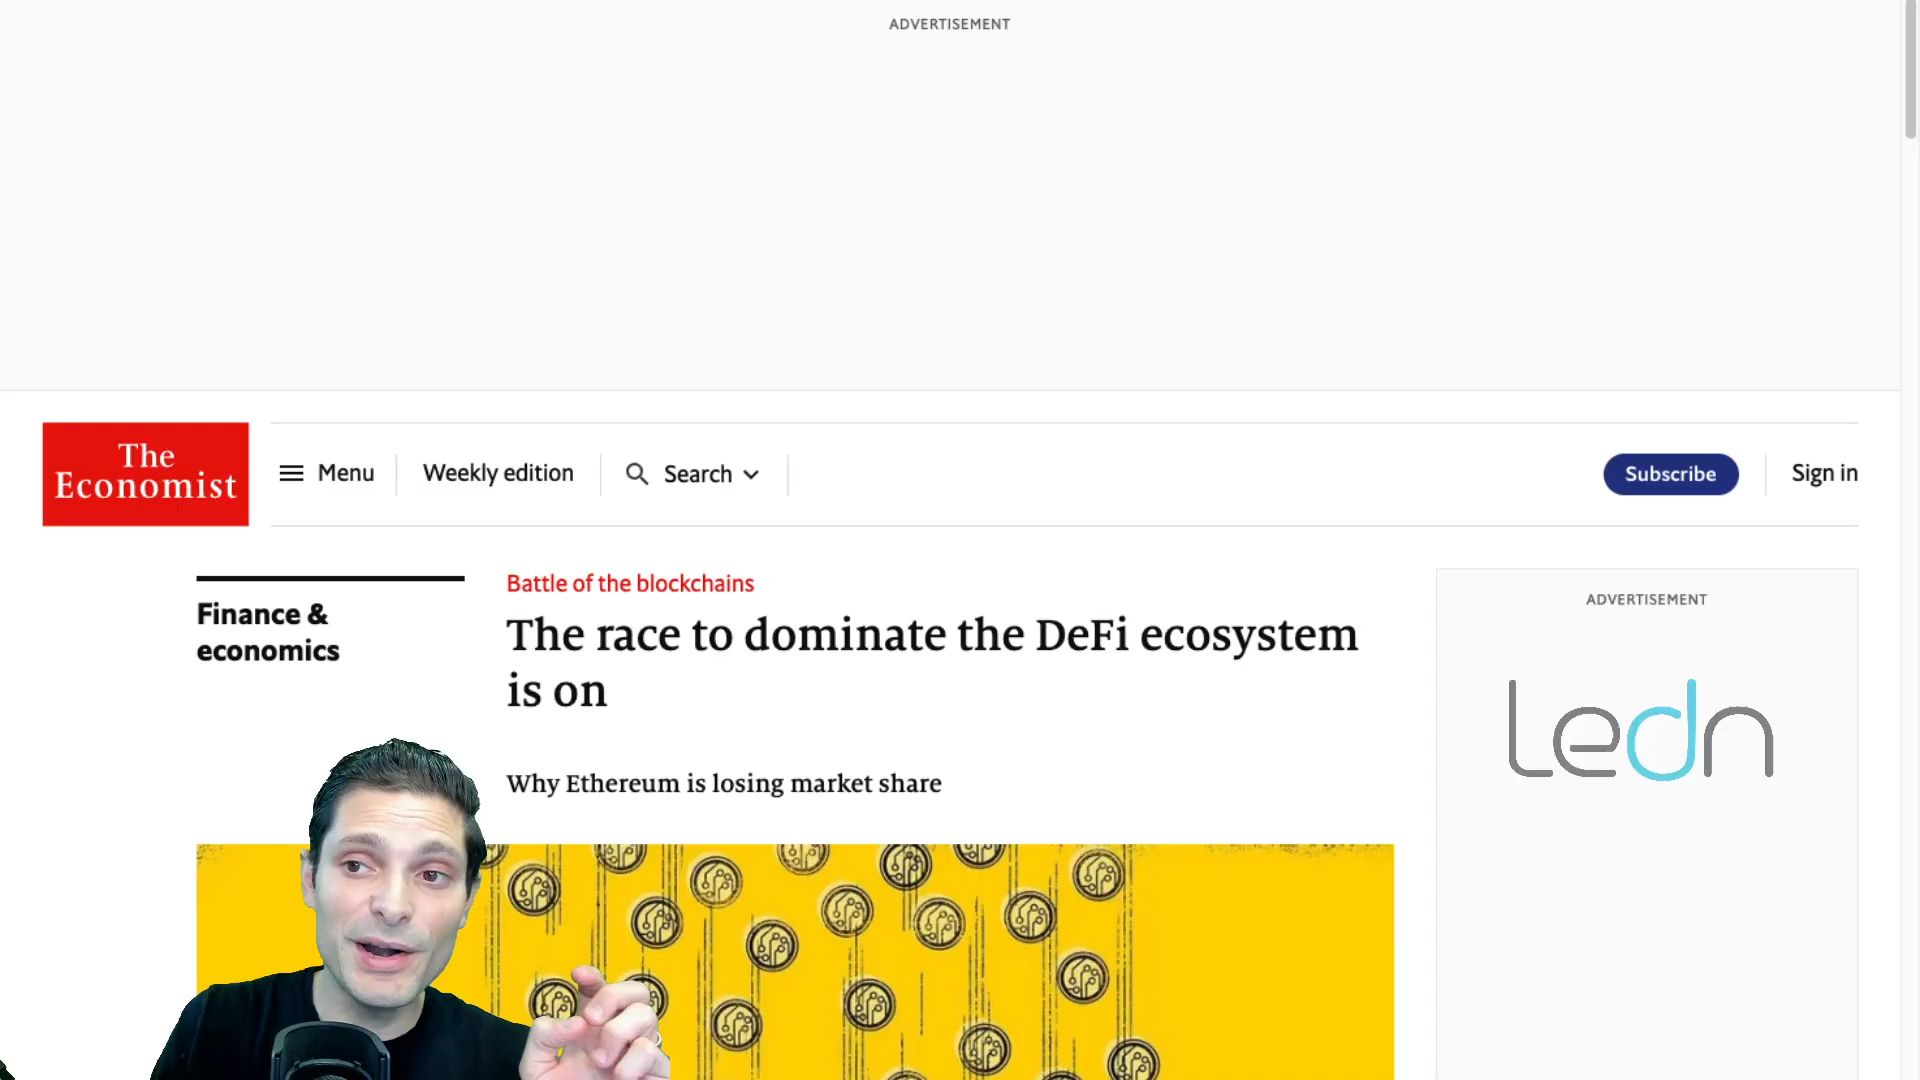 ADVERTISEMENT
The
Economist
Menu
Weekly edition
Search
Subscribe
Sign in
Finance &
economics
Battle of the blockchains
The race to dominate the DeFi ecosystem
is on
Why Ethereum is losing market share
ADVERTISEMENT
ledn